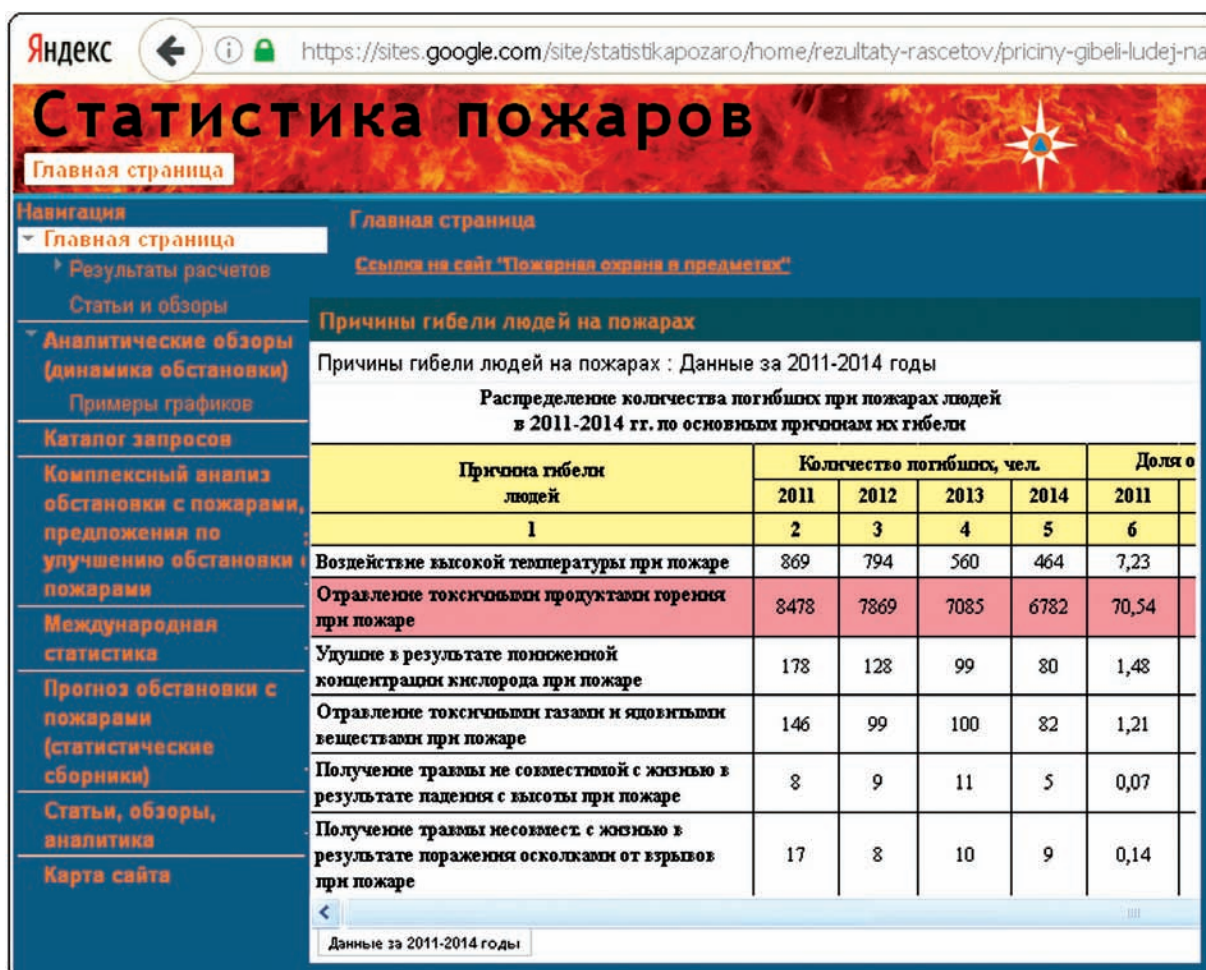 Яндекс https://sites.google.com/site/statistikapozaro/home/rezultaty-rascetov/priciny-gibeli-ludej-na
Статистика пожаров
Главная страница
Навигация
Главная страница
Результаты расчетов
Статьи и обзоры
Аналитические обзоры
(динамика обстановки)
Примеры графиков
Каталог запросов
Комплексный анализ
обстановки с пожарами,
предложения по
улучшению обстановки с
пожарами
Международная
статистика
Прогноз обстановки с
пожарами
(статистические
сборники)
Статьи, обзоры,
аналитика
Карта сайта
Главная страница
Ссылка на сайт "Пожарная охрана в предметах"
Причины гибели людей на пожарах
Причины гибели людей на пожарах : Данные за 2011-2014 годы
Распределение количества погибших при пожарах людей
в 2011-2014 гг. по основным причинам их гибели
Причина гибели Количество погибших, чел. Доля о
людей 2011 2012 2013 2014 2011
1 2 3 4 5 6
Воздействие высокой температуры при пожаре 869 794 560 464 7,23
Отравление токсичными продуктами горения
при пожаре 8478 7869 7085 6782 70,54
Удушие в результате пониженной
концентрации кислорода при пожаре 178 128 99 80 1,48
Отравление токсичными газами и ядовитыми
веществами при пожаре 146 99 100 82 1,21
Получение травмы не совместимой с жизнью в
результате падения с высоты при пожаре 8 9 11 5 0,07
Получение травмы несовмест. с жизнью в
результате поражения осколками от взрывов
при пожаре 17 8 10 9 0,14
Данные за 2011-2014 годы